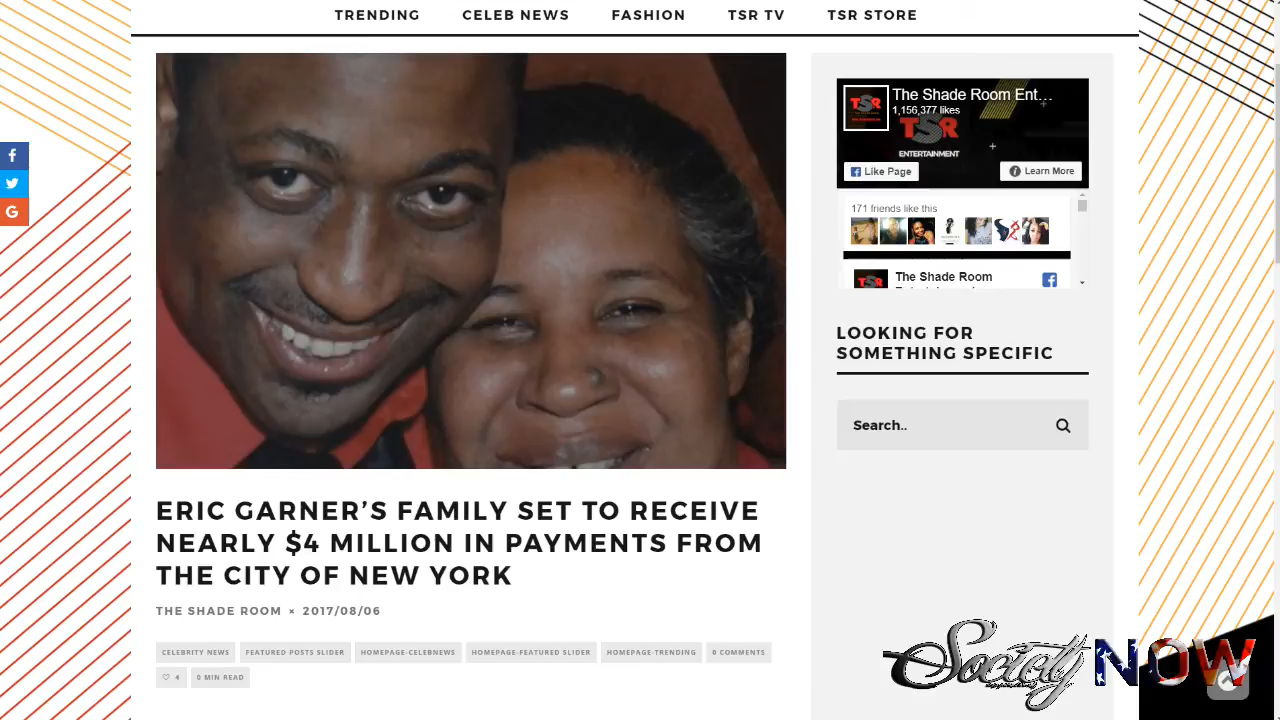 TRENDING CELEB NEWS FASHION TSR TV TSR STORE
The Shade Room Ent...
1,156,377 likes
TSR
ENTERTAINMENT
Like Page Learn More
171 friends like this
The Shade Room
LOOKING FOR
SOMETHING SPECIFIC
Search..
ERIC GARNER'S FAMILY SET TO RECEIVE
NEARLY $4 MILLION IN PAYMENTS FROM
THE CITY OF NEW YORK
THE SHADE ROOM × 2017/08/06
CELEBRITY NEWS FEATURED POSTS SLIDER HOMEPAGE-CELEBNEWS HOMEPAGE-FEATURED SLIDER HOMEPAGE-TRENDING 0 COMMENTS
4 0 MIN READ
Society NOW